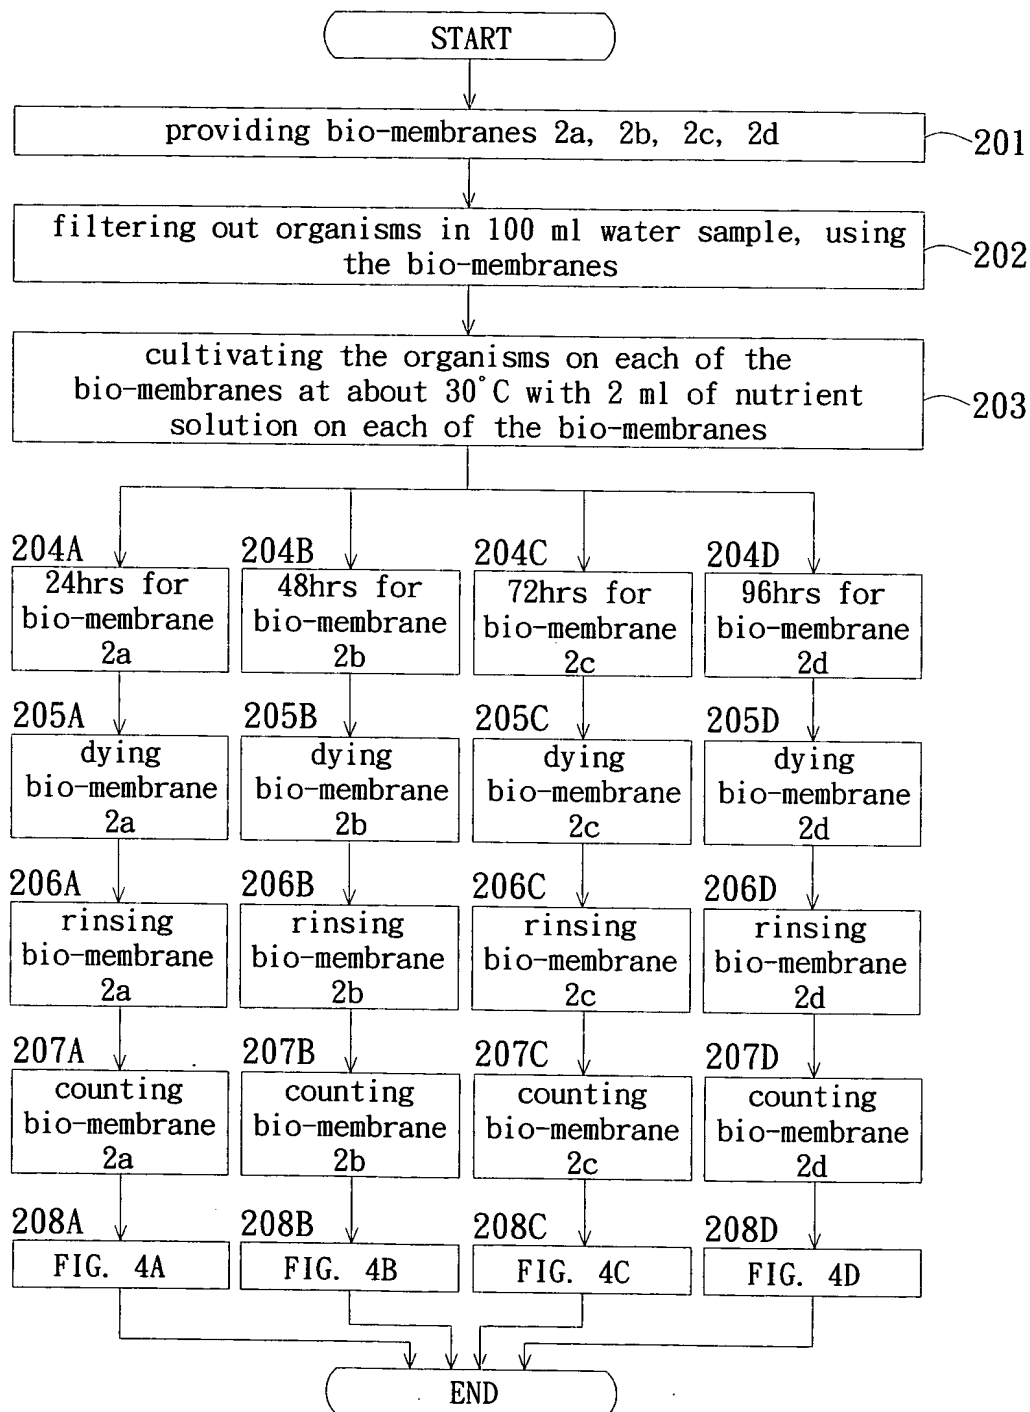 START
providing bio-membranes 2a, 2b, 2c, 2d
201
filtering out organisms in 100 ml water sample, using
the bio-membranes
202
cultivating the organisms on each of the
bio-membranes at about 30°C with 2 ml of nutrient
solution on each of the bio-membranes
203
204A
24hrs for
bio-membrane
2a
204B
48hrs for
bio-membrane
2b
204C
72hrs for
bio-membrane
2c
204D
96hrs for
bio-membrane
2d
205A
dying
bio-membrane
2a
205B
dying
bio-membrane
2b
205C
dying
bio-membrane
2c
205D
dying
bio-membrane
2d
206A
rinsing
bio-membrane
2a
206B
rinsing
bio-membrane
2b
206C
rinsing
bio-membrane
2c
206D
rinsing
bio-membrane
2d
207A
counting
bio-membrane
2a
207B
counting
bio-membrane
2b
207C
counting
bio-membrane
2c
207D
counting
bio-membrane
2d
208A
FIG. 4A
208B
FIG. 4B
208C
FIG. 4C
208D
FIG. 4D
END